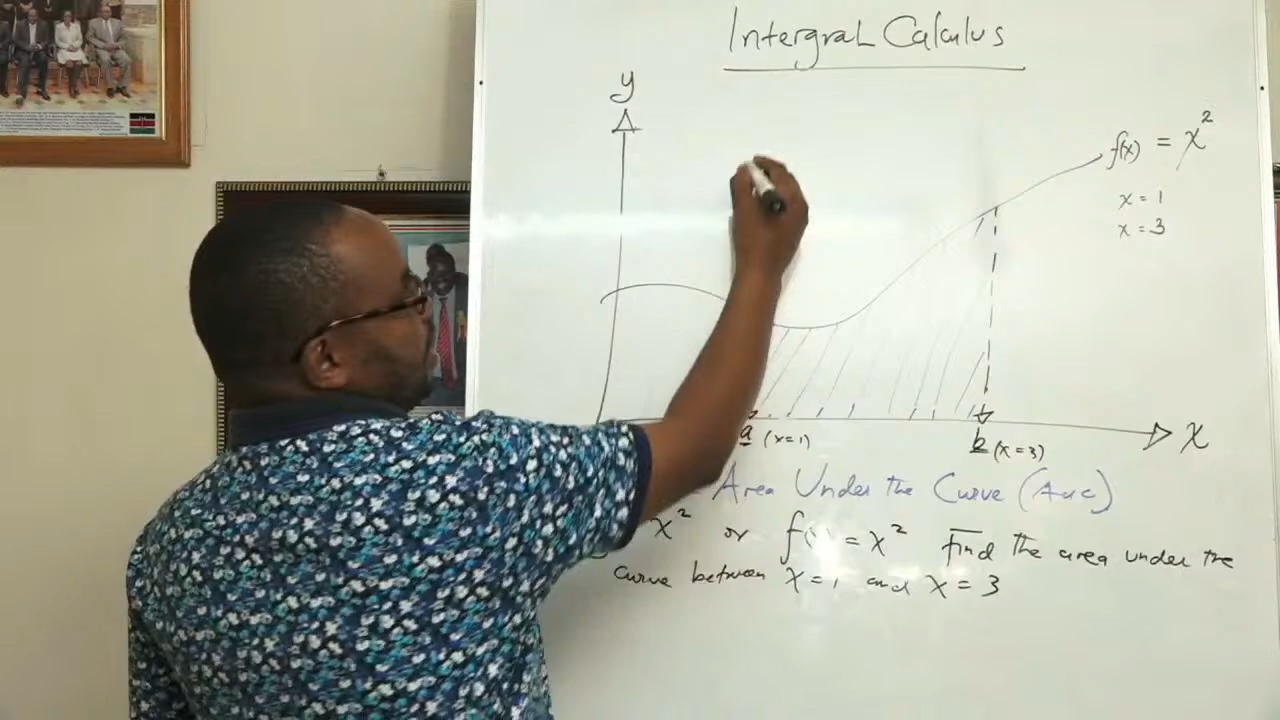 Intergral Calculus
y
f(x) = x²
x = 1
x = 3
a (x=1)
b (x=3)
x
Area Under the Curve (AUC)
x² or f( ) = x² Find the area under the
curve between x = 1 and x = 3